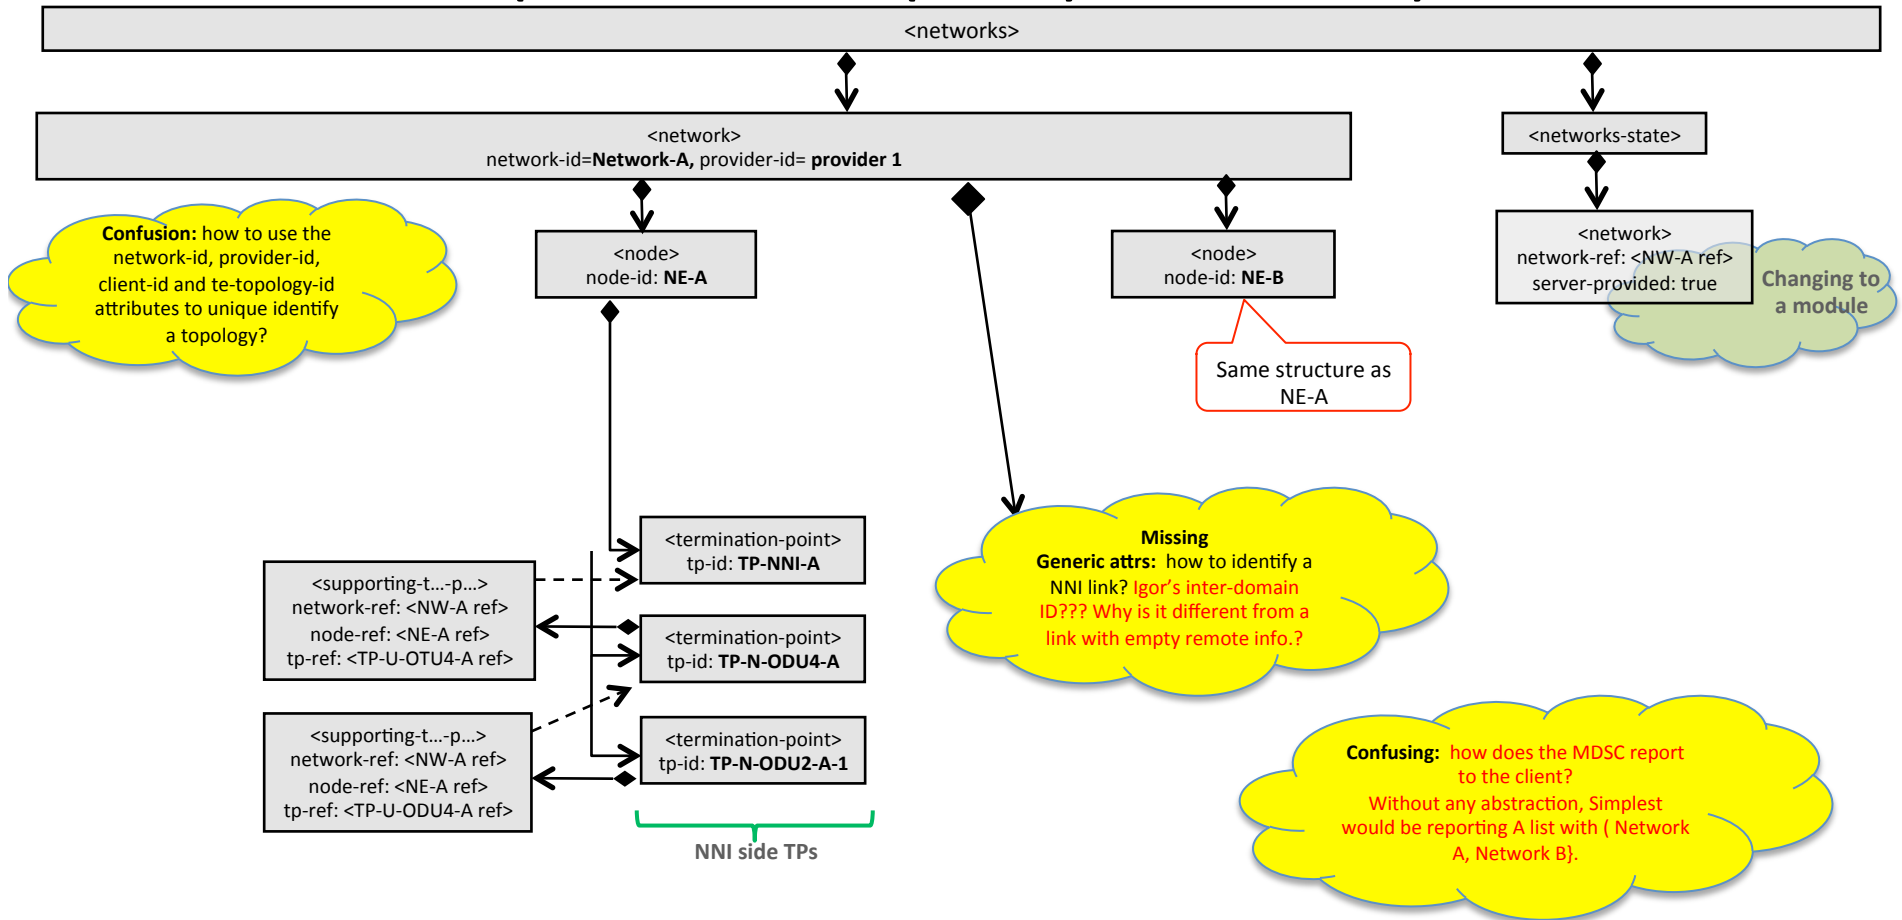 <networks>
<network>
network-id=Network-A, provider-id= provider 1
<networks-state>
Confusion: how to use the
network-id, provider-id,
client-id and te-topology-id
attributes to unique identify
a topology?
<node>
node-id: NE-A
<node>
node-id: NE-B
<network>
network-ref: <NW-A ref>
server-provided: true
Changing to
a module
Same structure as
NE-A
<termination-point>
tp-id: TP-NNI-A
<supporting-t...-p...>
network-ref: <NW-A ref>
node-ref: <NE-A ref>
tp-ref: <TP-U-OTU4-A ref>
<termination-point>
tp-id: TP-N-ODU4-A
<supporting-t...-p...>
network-ref: <NW-A ref>
node-ref: <NE-A ref>
tp-ref: <TP-U-ODU4-A ref>
<termination-point>
tp-id: TP-N-ODU2-A-1
NNI side TPs
Missing
Generic attrs: how to identify a
NNI link? Igor's inter-domain
ID??? Why is it different from a
link with empty remote info.?
Confusing: how does the MDSC report
to the client?
Without any abstraction, Simplest
would be reporting A list with ( Network
A, Network B}.